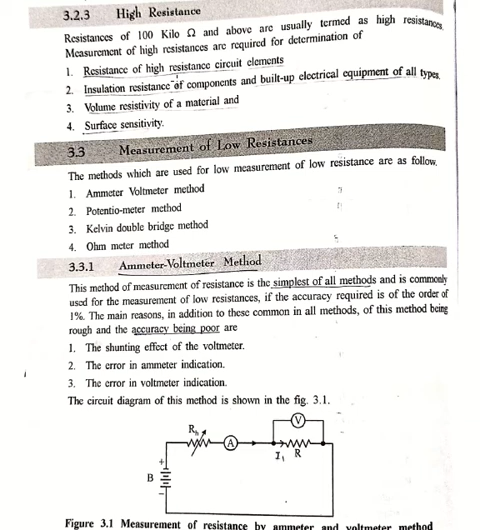 3.2.3 High Resistance
Resistances of 100 Kilo Ω and above are usually termed as high resistances.
Measurement of high resistances are required for determination of
1. Resistance of high resistance circuit elements
2. Insulation resistance of components and built-up electrical equipment of all types.
3. Volume resistivity of a material and
4. Surface sensitivity.
3.3 Measurement of Low Resistances
The methods which are used for low measurement of low resistance are as follow.
1. Ammeter Voltmeter method
2. Potentio-meter method
3. Kelvin double bridge method
4. Ohm meter method
3.3.1 Ammeter-Voltmeter Method
This method of measurement of resistance is the simplest of all methods and is commonly
used for the measurement of low resistances, if the accuracy required is of the order of
1%. The main reasons, in addition to these common in all methods, of this method being
rough and the accuracy being poor are
1. The shunting effect of the voltmeter.
2. The error in ammeter indication.
3. The error in voltmeter indication.
The circuit diagram of this method is shown in the fig. 3.1.
V
Rh
A
I1 R
+
B
-
Figure 3.1 Measurement of resistance by ammeter and voltmeter method